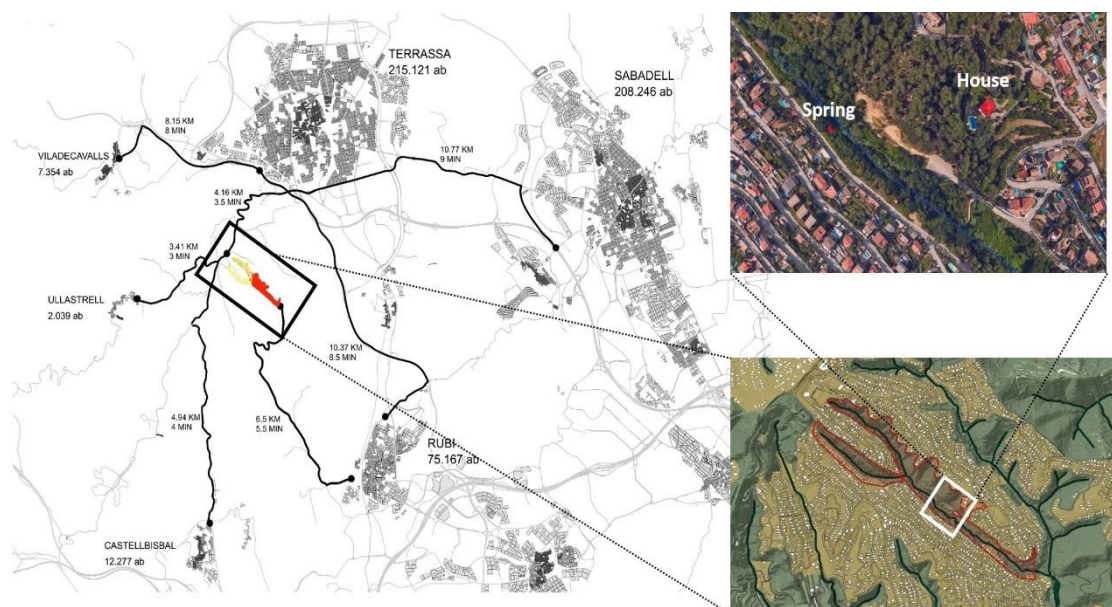 TERRASSA
215.121 ab
SABADELL
208.246 ab
8.15 KM
8 MIN
VILADECAVALLS
7.354 ab
10.77 KM
9 MIN
4.16 KM
3.5 MIN
3.41 KM
3 MIN
ULLASTRELL
2.039 ab
10.37 KM
8.5 MIN
4.94 KM
4 MIN
6.5 KM
5.5 MIN
RUBI
75.167 ab
CASTELLBISBAL
12.277 ab
House
Spring